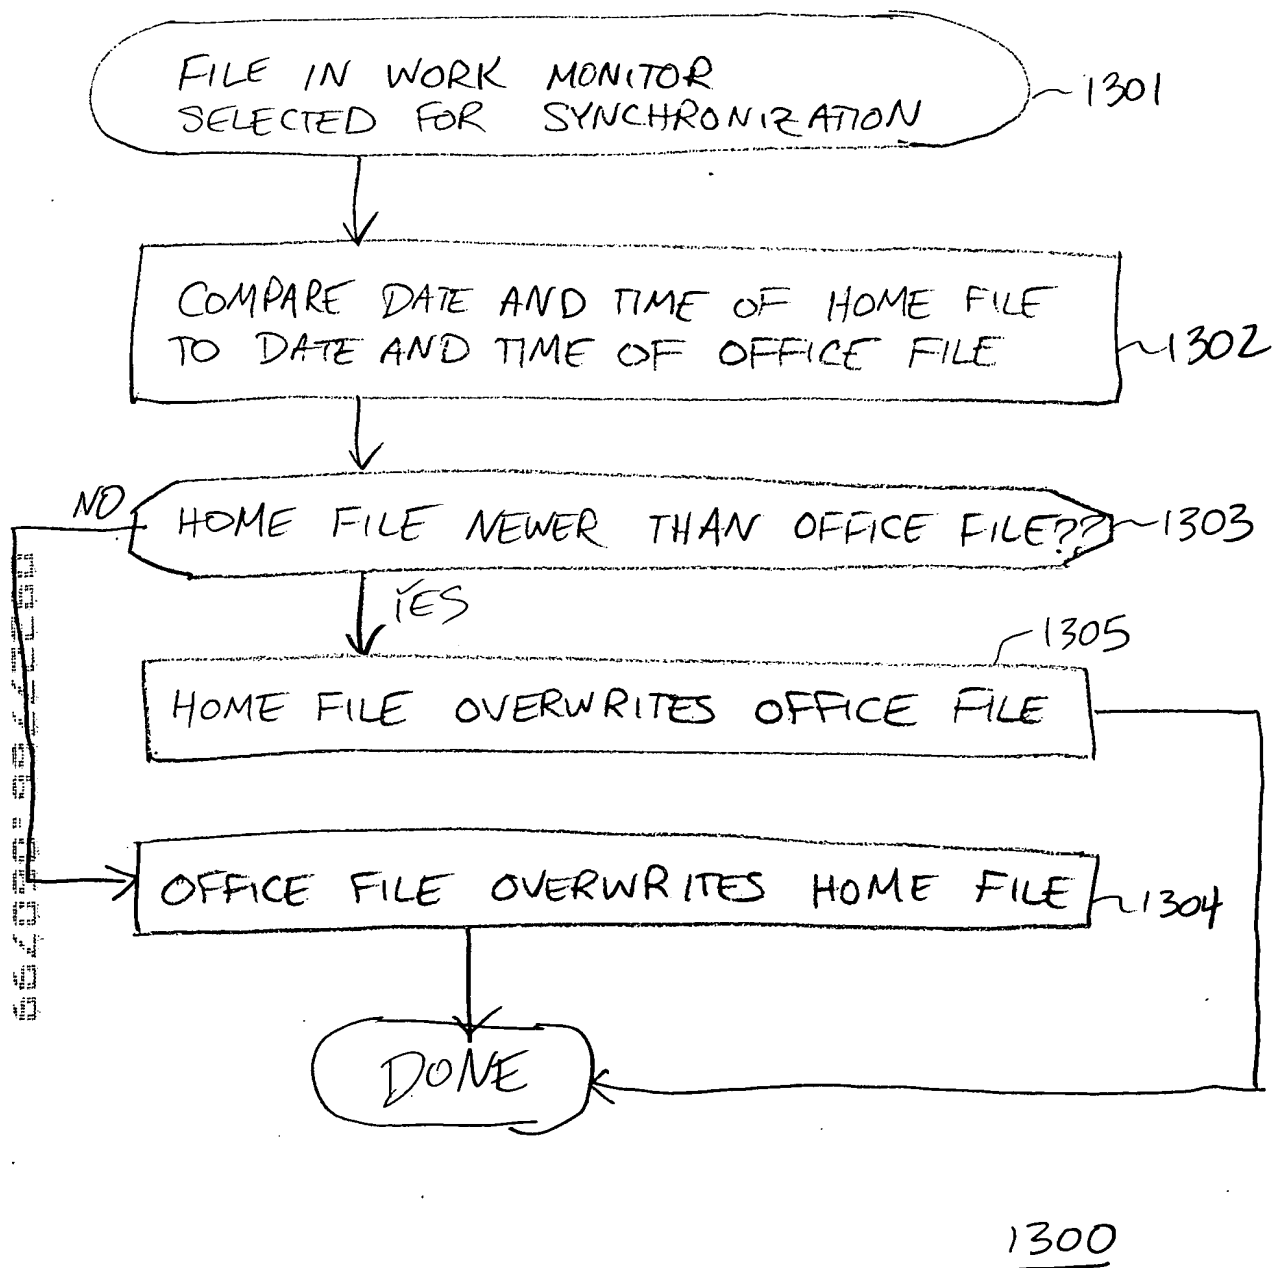 FILE IN WORK MONITOR
SELECTED FOR SYNCHRONIZATION
1301
COMPARE DATE AND TIME OF HOME FILE
TO DATE AND TIME OF OFFICE FILE
1302
NO
HOME FILE NEWER THAN OFFICE FILE??
1303
YES
1305
HOME FILE OVERWRITES OFFICE FILE
OFFICE FILE OVERWRITES HOME FILE
1304
DONE
1300